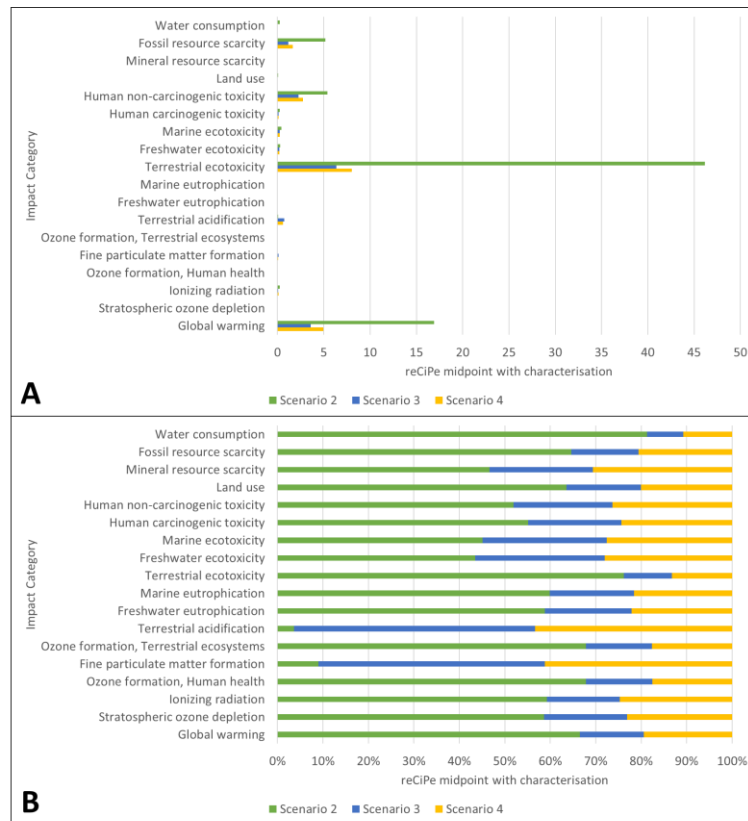 Water consumption
Fossil resource scarcity
Mineral resource scarcity
Land use
Human non-carcinogenic toxicity
Human carcinogenic toxicity
Marine ecotoxicity
Freshwater ecotoxicity
Terrestrial ecotoxicity
Marine eutrophication
Freshwater eutrophication
Terrestrial acidification
Ozone formation, Terrestrial ecosystems
Fine particulate matter formation
Ozone formation, Human health
Ionizing radiation
Stratospheric ozone depletion
Global warming
Impact Category
0 5 10 15 20 25 30 35 40 45 50
reCiPe midpoint with characterisation
A
Scenario 2 Scenario 3 Scenario 4
Water consumption
Fossil resource scarcity
Mineral resource scarcity
Land use
Human non-carcinogenic toxicity
Human carcinogenic toxicity
Marine ecotoxicity
Freshwater ecotoxicity
Terrestrial ecotoxicity
Marine eutrophication
Freshwater eutrophication
Terrestrial acidification
Ozone formation, Terrestrial ecosystems
Fine particulate matter formation
Ozone formation, Human health
Ionizing radiation
Stratospheric ozone depletion
Global warming
Impact Category
0% 10% 20% 30% 40% 50% 60% 70% 80% 90% 100%
reCiPe midpoint with characterisation
B
Scenario 2 Scenario 3 Scenario 4